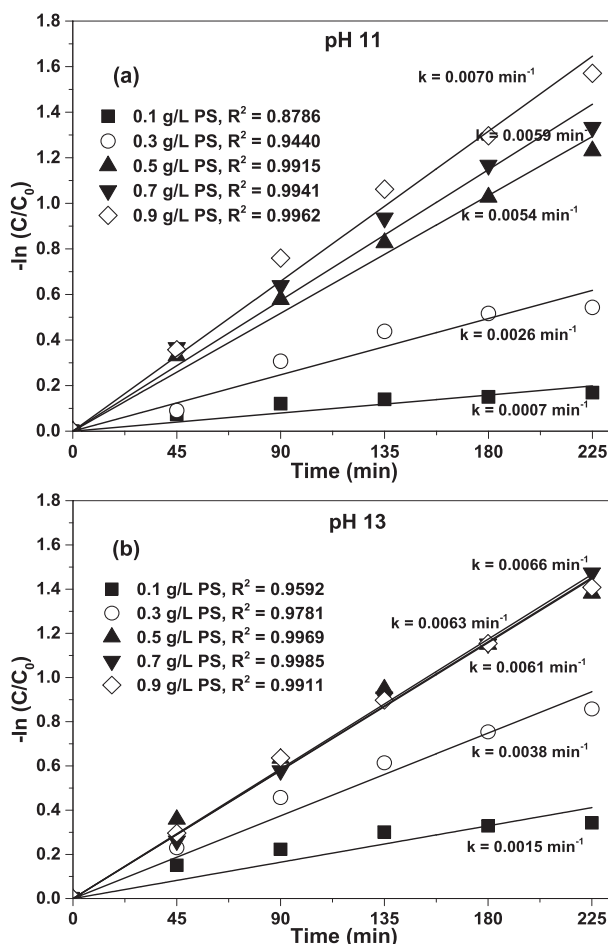 pH 11
(a)
0.1 g/L PS, R² = 0.8786
0.3 g/L PS, R² = 0.9440
0.5 g/L PS, R² = 0.9915
0.7 g/L PS, R² = 0.9941
0.9 g/L PS, R² = 0.9962
k = 0.0070 min⁻¹
k = 0.0059 min⁻¹
k = 0.0054 min⁻¹
k = 0.0026 min⁻¹
k = 0.0007 min⁻¹
-ln (C/C₀)
1.8
1.6
1.4
1.2
1.0
0.8
0.6
0.4
0.2
0.0
0 45 90 135 180 225
Time (min)
pH 13
(b)
0.1 g/L PS, R² = 0.9592
0.3 g/L PS, R² = 0.9781
0.5 g/L PS, R² = 0.9969
0.7 g/L PS, R² = 0.9985
0.9 g/L PS, R² = 0.9911
k = 0.0066 min⁻¹
k = 0.0063 min⁻¹
k = 0.0061 min⁻¹
k = 0.0038 min⁻¹
k = 0.0015 min⁻¹
-ln (C/C₀)
1.8
1.6
1.4
1.2
1.0
0.8
0.6
0.4
0.2
0.0
0 45 90 135 180 225
Time (min)